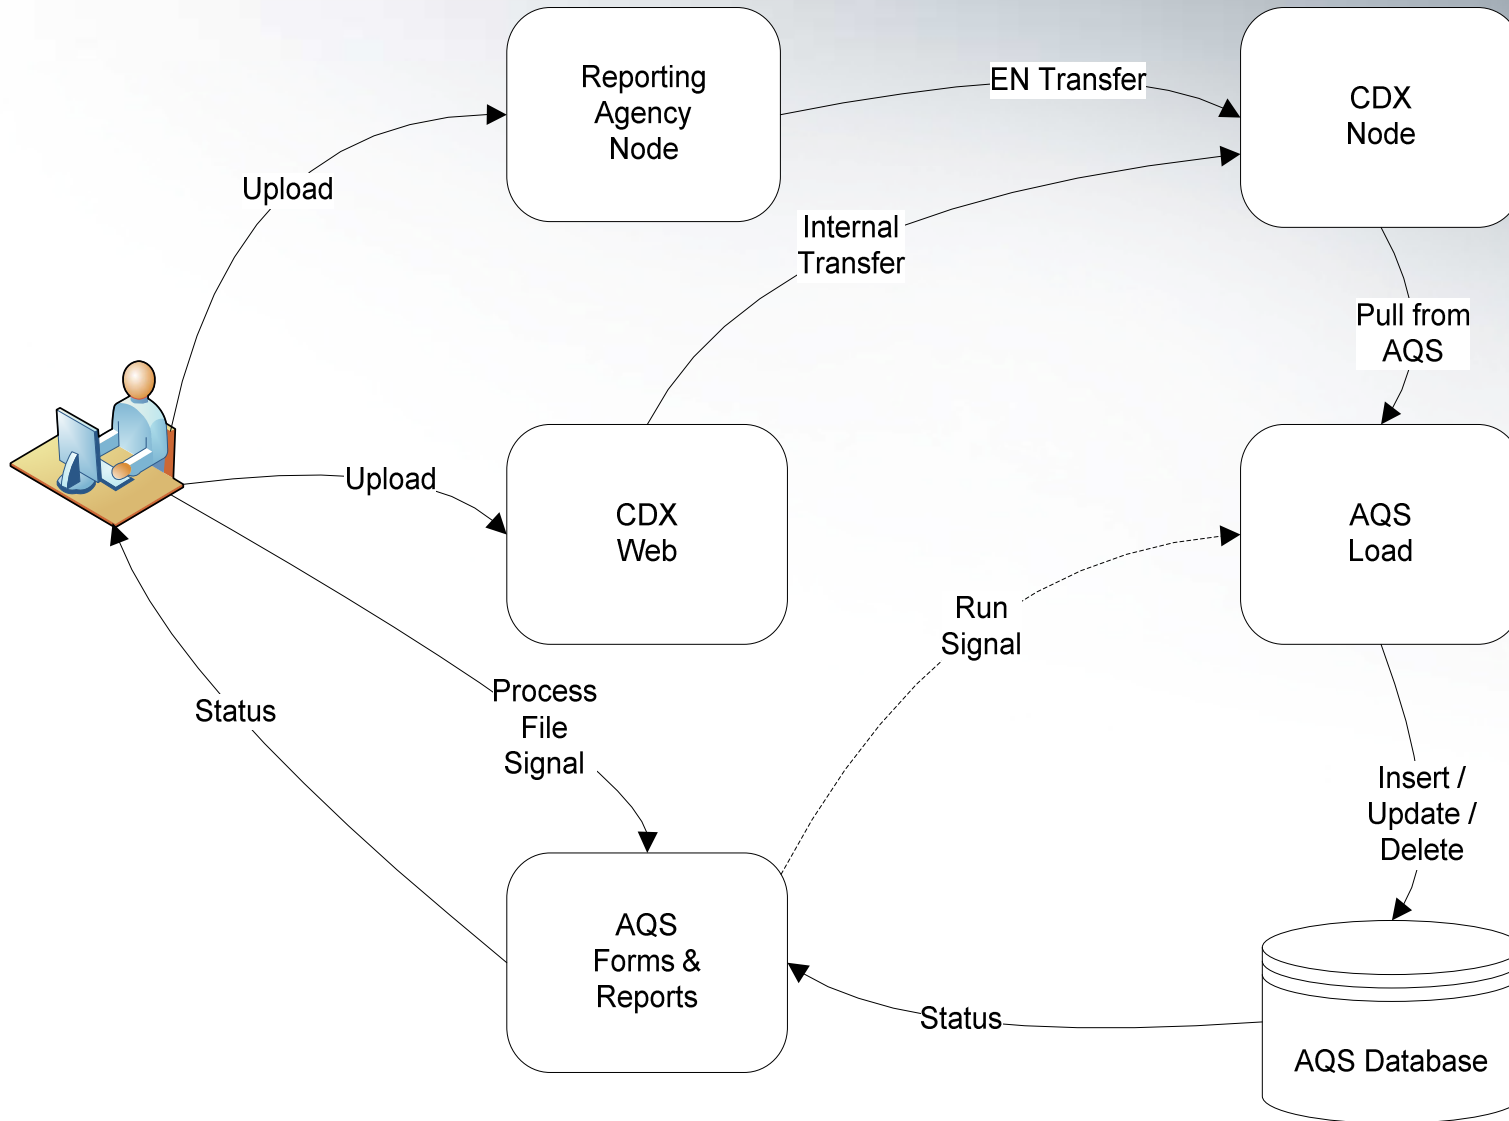 Reporting
Agency
Node
EN Transfer
CDX
Node
Upload
Internal
Transfer
Pull from
AQS
Upload
CDX
Web
AQS
Load
Run
Signal
Process
File
Signal
Status
Insert /
Update /
Delete
AQS
Forms &
Reports
Status
AQS Database